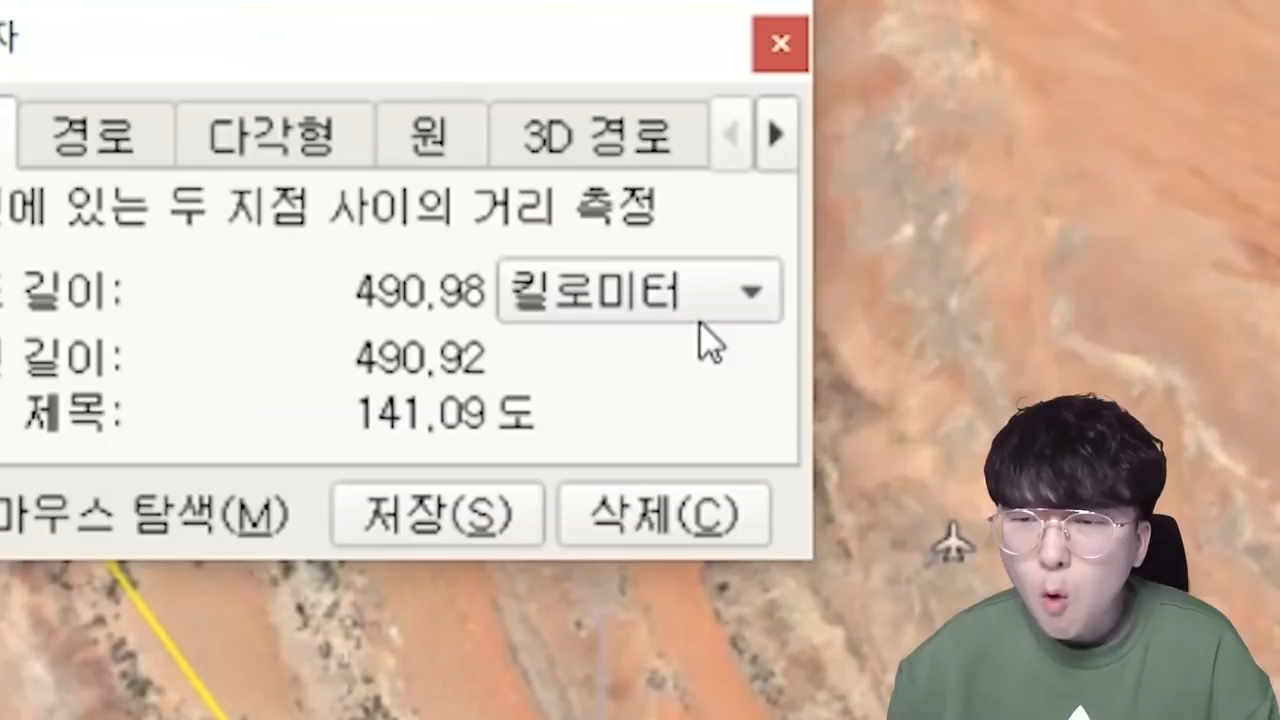 자
경로 다각형 원 3D 경로
에 있는 두 지점 사이의 거리 측정
길이: 490.98 킬로미터
길이: 490.92
제목: 141.09 도
마우스 탐색(M) 저장(S) 삭제(C)